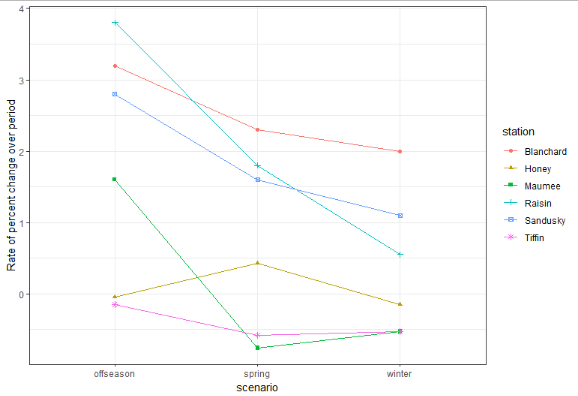 Rate of percent change over period
4
3
2
1
0
offseason
spring
winter
scenario
station
Blanchard
Honey
Maumee
Raisin
Sandusky
Tiffin